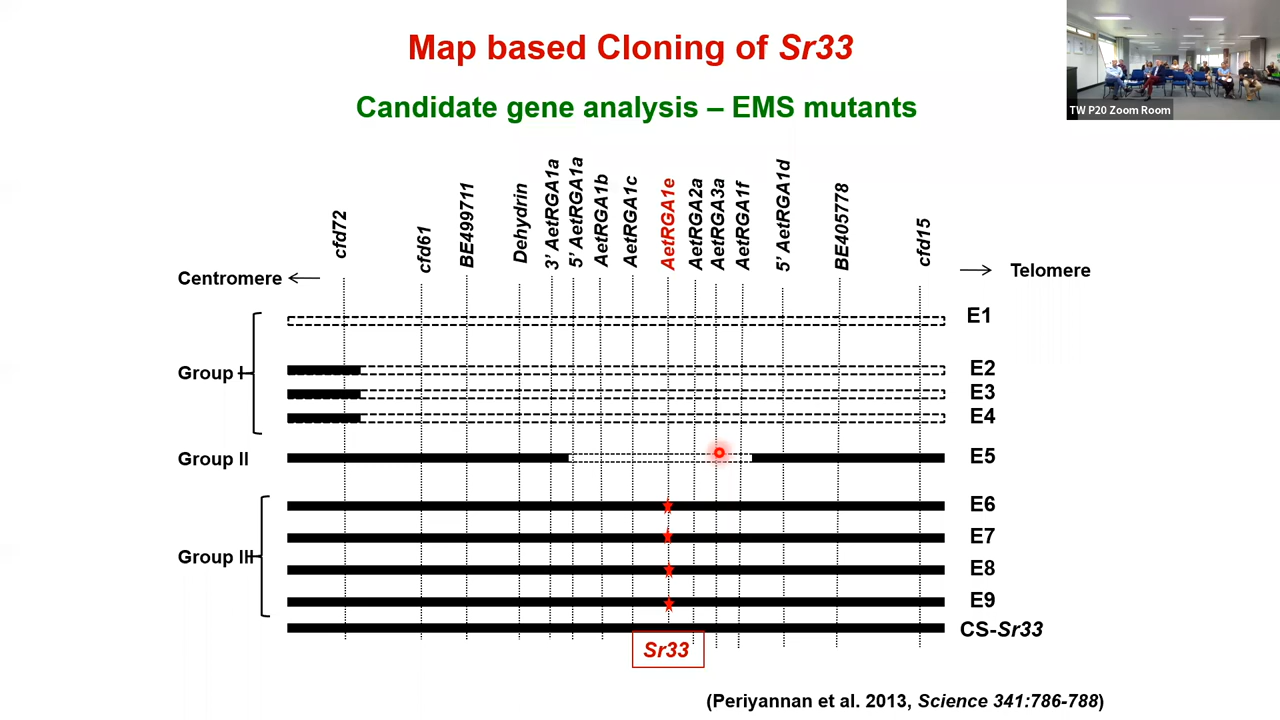 Map based Cloning of Sr33
Candidate gene analysis – EMS mutants
TW P20 Zoom Room
cfd72
cfd61
BE499711
Dehydrin
3’ AetRGA1a
5’ AetRGA1a
AetRGA1b
AetRGA1c
AetRGA1e
AetRGA2a
AetRGA3a
AetRGA1f
5’ AetRGA1d
BE405778
cfd15
Centromere
Telomere
E1
Group I
E2
E3
E4
Group II
E5
E6
E7
Group III
E8
E9
CS-Sr33
Sr33
(Periyannan et al. 2013, Science 341:786-788)